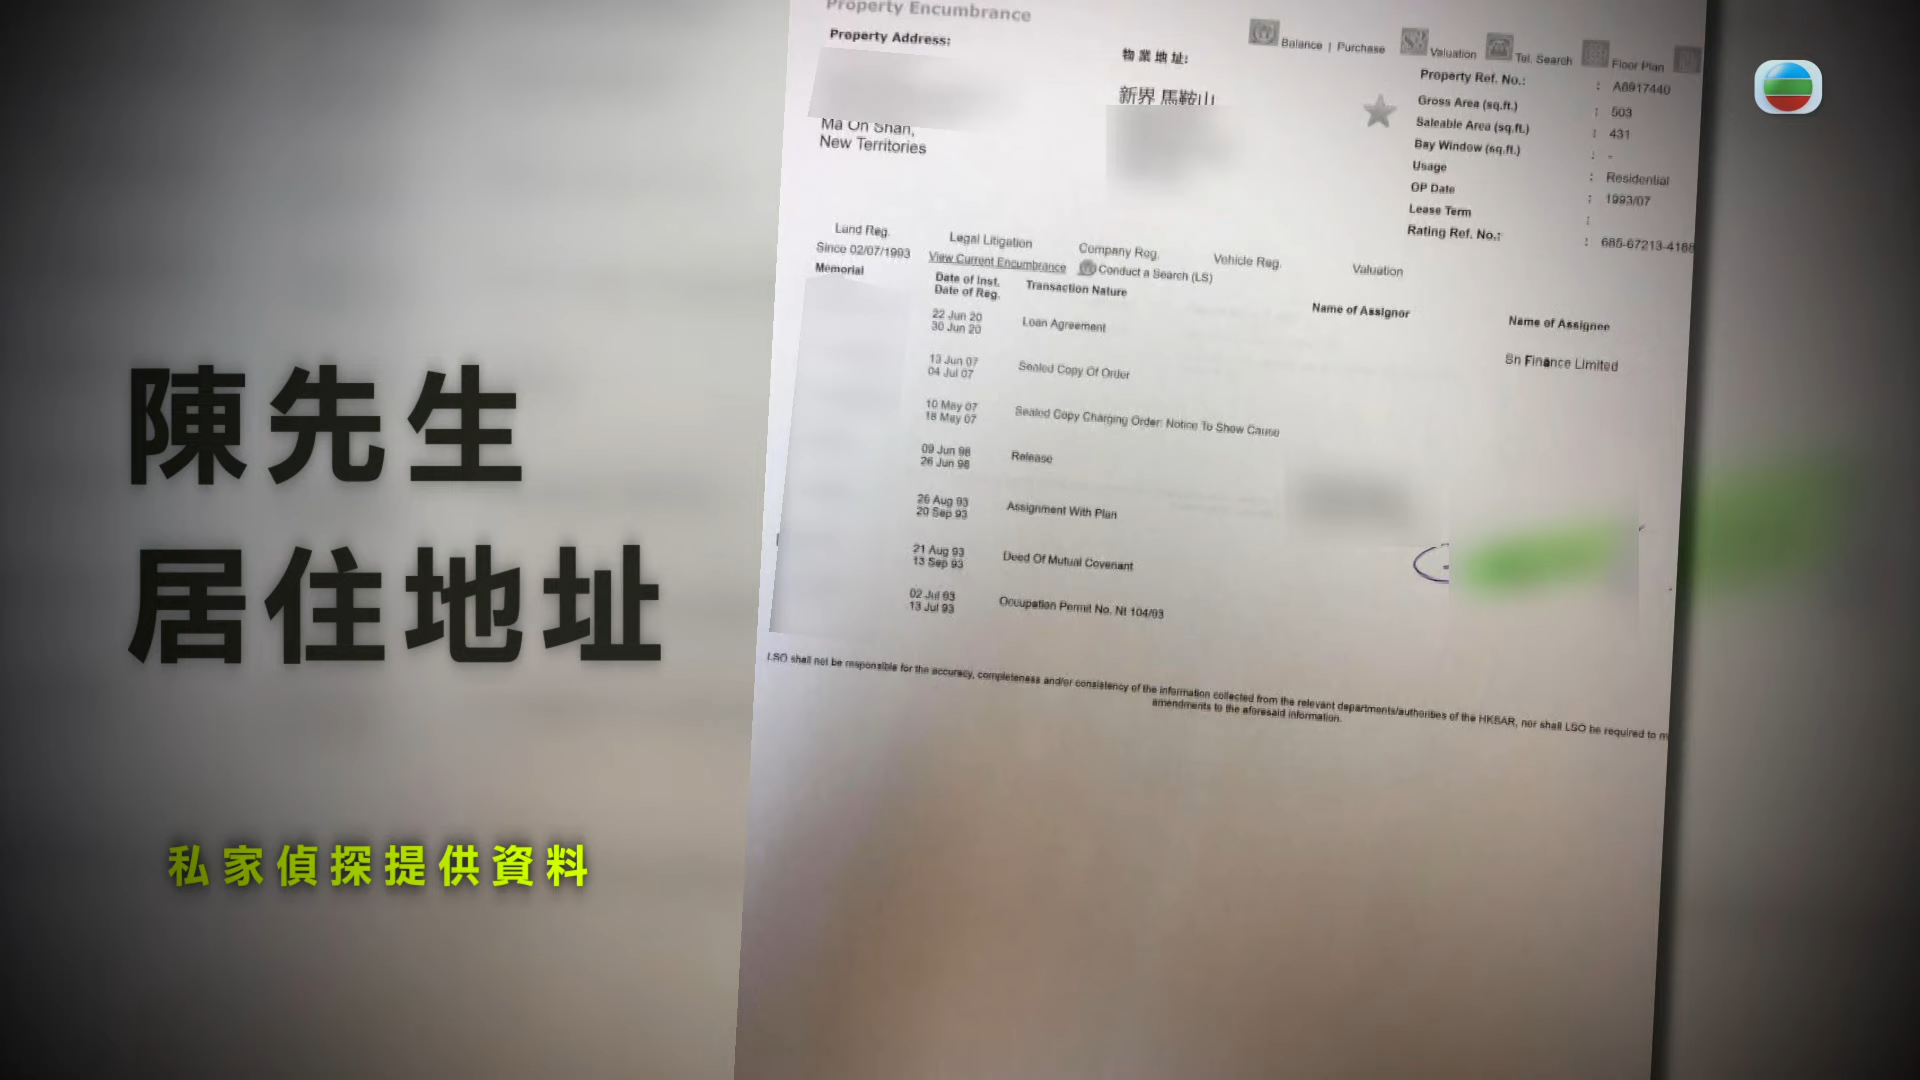 Property Encumbrance
Property Address:
Ma On Shan,
New Territories
物業地址:
新界 馬鞍山
Balance | Purchase
Valuation
Tel. Search
Floor Plan
Property Ref. No.: : A8917440
Gross Area (sq.ft.) : 503
Saleable Area (sq.ft.) : 431
Bay Window (sq.ft.) : -
Usage : Residential
OP Date : 1993/07
Lease Term :
Rating Ref. No.: : 685-67213-4188
Land Reg. Legal Litigation Company Reg. Vehicle Reg. Valuation
Since 02/07/1993 View Current Encumbrance Conduct a Search (LS)
Memorial Date of Inst. Transaction Nature Name of Assignor Name of Assignee
Date of Reg.
22 Jun 20 Loan Agreement Bn Finance Limited
30 Jun 20
13 Jun 07 Sealed Copy Of Order
04 Jul 07
10 May 07 Sealed Copy Charging Order: Notice To Show Cause
18 May 07
09 Jun 98 Release
26 Jun 98
26 Aug 93 Assignment With Plan
20 Sep 93
21 Aug 93 Deed Of Mutual Covenant
13 Sep 93
02 Jul 93 Occupation Permit No. Nt 104/93
13 Jul 93
LSO shall not be responsible for the accuracy, completeness and/or consistency of the information collected from the relevant departments/authorities of the HKSAR, nor shall LSO be required to m
amendments to the aforesaid information.
陳先生
居住地址
私家偵探提供資料